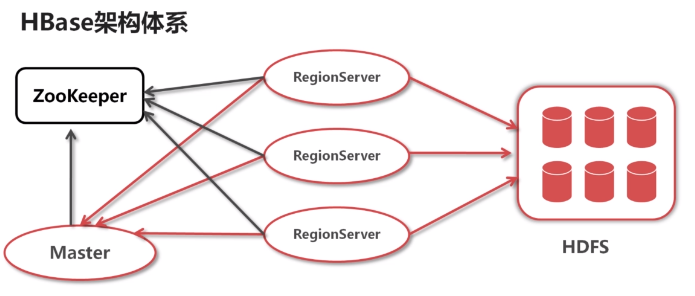 HBase架构体系
ZooKeeper
RegionServer
RegionServer
RegionServer
Master
HDFS